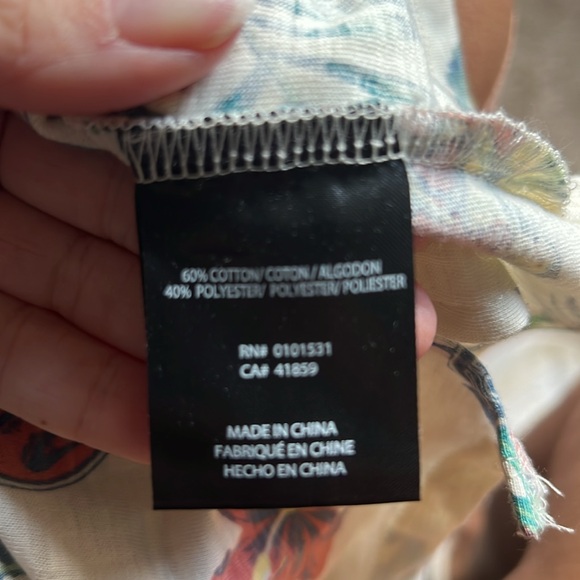 60% COTTON/ COTON / ALGODON
40% POLYESTER/ POLYESTER/ POLIESTER
RN# 0101531
CA# 41859
MADE IN CHINA
FABRIQUÉ EN CHINE
HECHO EN CHINA